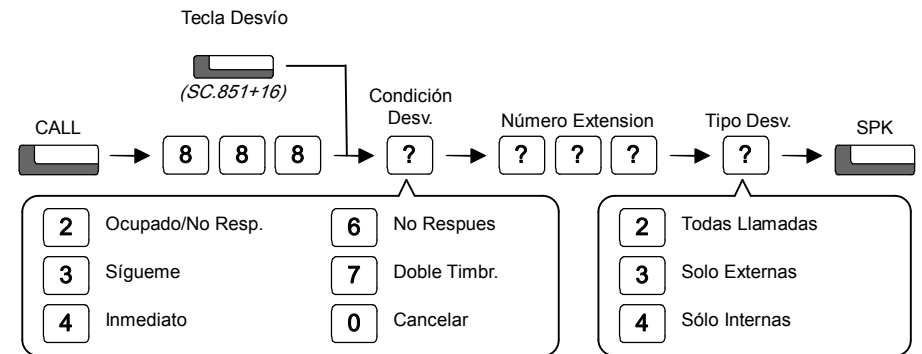 Tecla Desvío
(SC.851+16)
Condición
Desv.
CALL
Número Extension
Tipo Desv.
SPK
8 8 8 ? ? ? ? ?
2 Ocupado/No Resp.
6 No Respues
3 Sígueme
7 Doble Timbr.
4 Inmediato
0 Cancelar
2 Todas Llamadas
3 Solo Externas
4 Sólo Internas